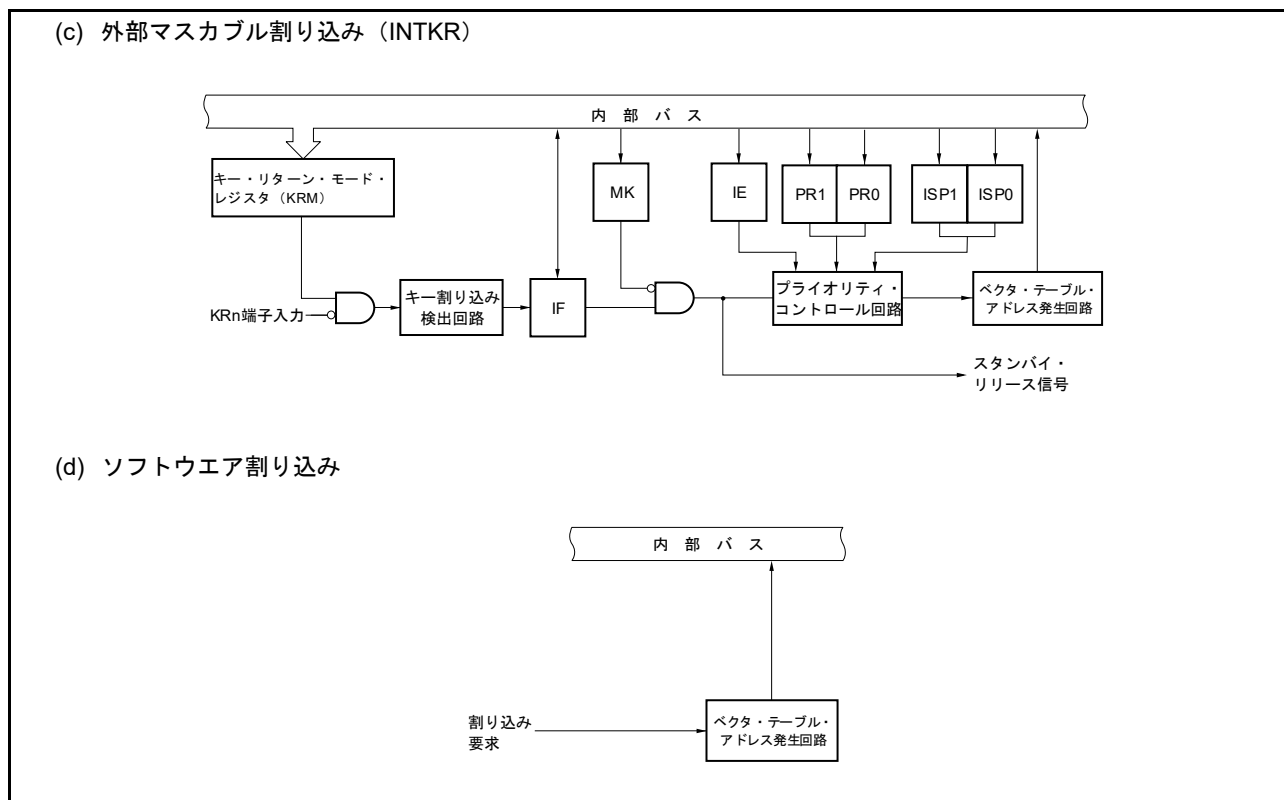 (c) 外部マスカブル割り込み（INTKR）
内 部 バ ス
キー・リターン・モード・
レジスタ（KRM）
MK
IE
PR1
PR0
ISP1
ISP0
KRn端子入力
キー割り込み
検出回路
IF
プライオリティ・
コントロール回路
ベクタ・テーブル・
アドレス発生回路
スタンバイ・
リリース信号
(d) ソフトウエア割り込み
内 部 バ ス
割り込み
要求
ベクタ・テーブル・
アドレス発生回路